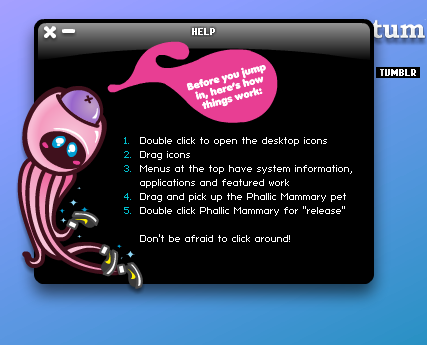 HELP
tum
TUMBLR
Before you jump
in, here's how
things work:
1. Double click to open the desktop icons
2. Drag icons
3. Menus at the top have system information,
applications and featured work
4. Drag and pick up the Phallic Mammary pet
5. Double click Phallic Mammary for "release"
Don't be afraid to click around!